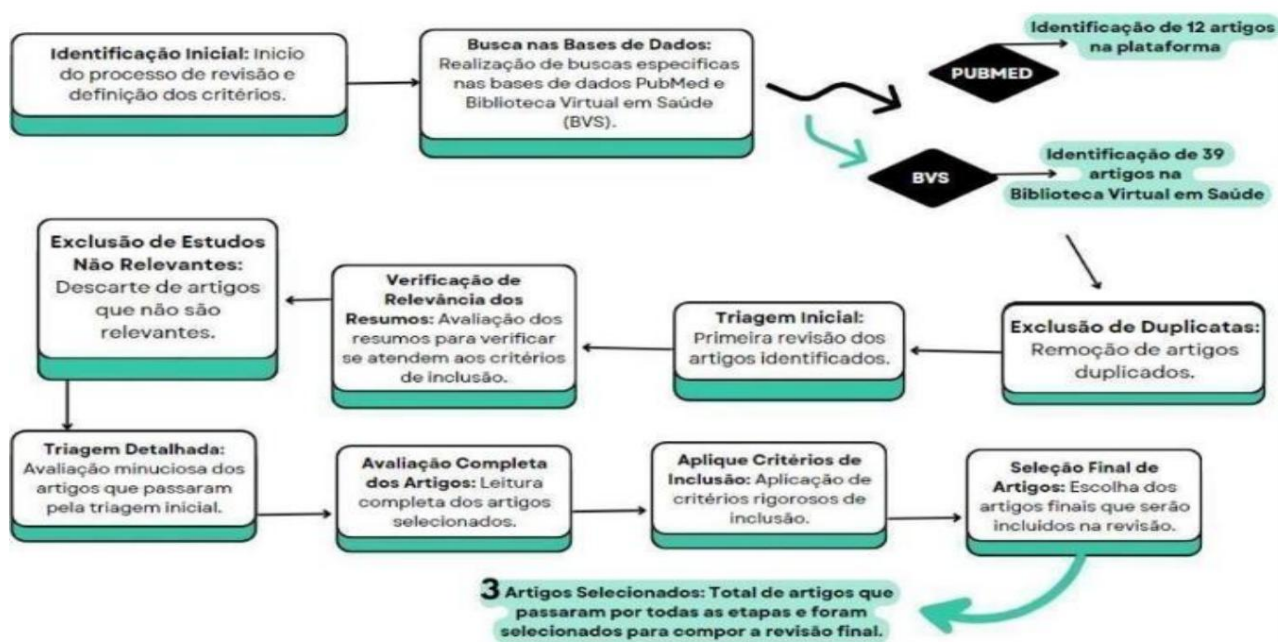 Identificação Inicial: Inicio
do processo de revisão e
definição dos critérios.
Busca nas Bases de Dados:
Realização de buscas especificas
nas bases de dados PubMed e
Biblioteca Virtual em Saúde
(BVS).
PUBMED
Identificação de 12 artigos
na plataforma
BVS
Identificação de 39
artigos na
Biblioteca Virtual em Saúde
Exclusão de Duplicatas:
Remoção de artigos
duplicados.
Triagem Inicial:
Primeira revisão dos
artigos identificados.
Verificação de
Relevância dos
Resumos: Avaliação dos
resumos para verificar
se atendem aos critérios
de inclusão.
Exclusão de Estudos
Não Relevantes:
Descarte de artigos
que não são
relevantes.
Triagem Detalhada:
Avaliação minuciosa dos
artigos que passaram
pela triagem inicial.
Avaliação Completa
dos Artigos: Leitura
completa dos artigos
selecionados.
Aplique Critérios de
Inclusão: Aplicação de
critérios rigorosos de
inclusão.
Seleção Final de
Artigos: Escolha dos
artigos finais que serão
incluidos na revisão.
3 Artigos Selecionados: Total de artigos que
passaram por todas as etapas e foram
selecionados para compor a revisão final.